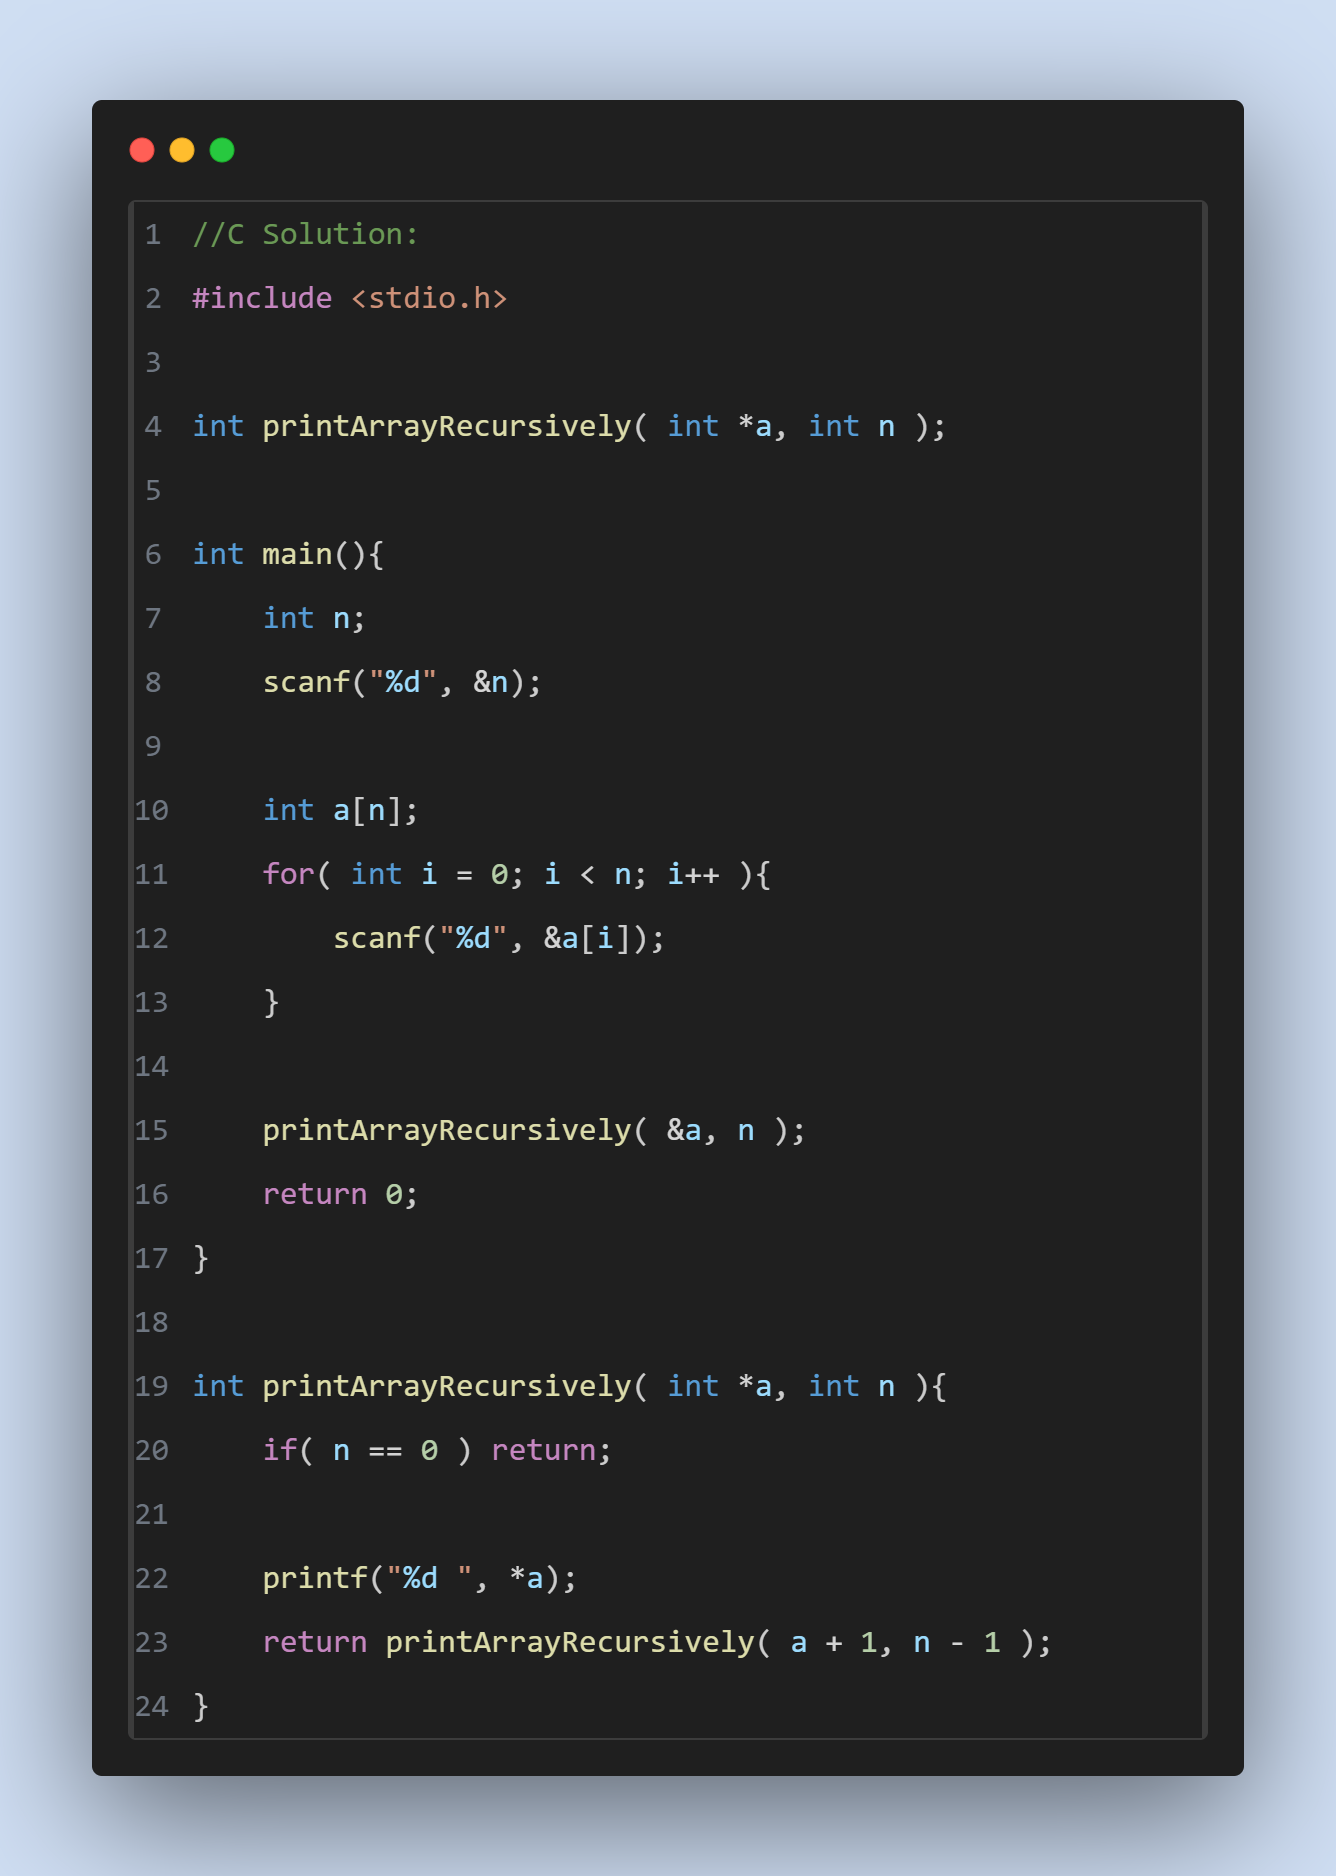 1 //C Solution:
2 #include <stdio.h>
3
4 int printArrayRecursively( int *a, int n );
5
6 int main(){
7     int n;
8     scanf("%d", &n);
9
10     int a[n];
11     for( int i = 0; i < n; i++ ){
12         scanf("%d", &a[i]);
13     }
14
15     printArrayRecursively( &a, n );
16     return 0;
17 }
18
19 int printArrayRecursively( int *a, int n ){
20     if( n == 0 ) return;
21
22     printf("%d ", *a);
23     return printArrayRecursively( a + 1, n - 1 );
24 }